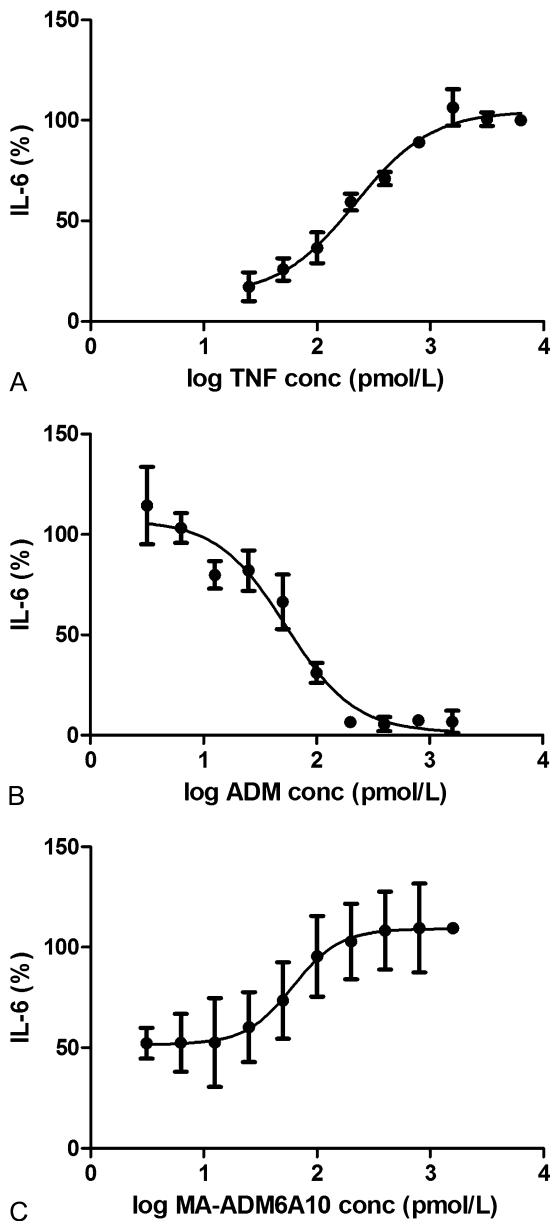 150
100
50
0
IL-6 (%)
0 1 2 3 4
log TNF conc (pmol/L)
A
150
100
50
0
IL-6 (%)
0 1 2 3 4
log ADM conc (pmol/L)
B
150
100
50
0
IL-6 (%)
0 1 2 3 4
log MA-ADM6A10 conc (pmol/L)
C